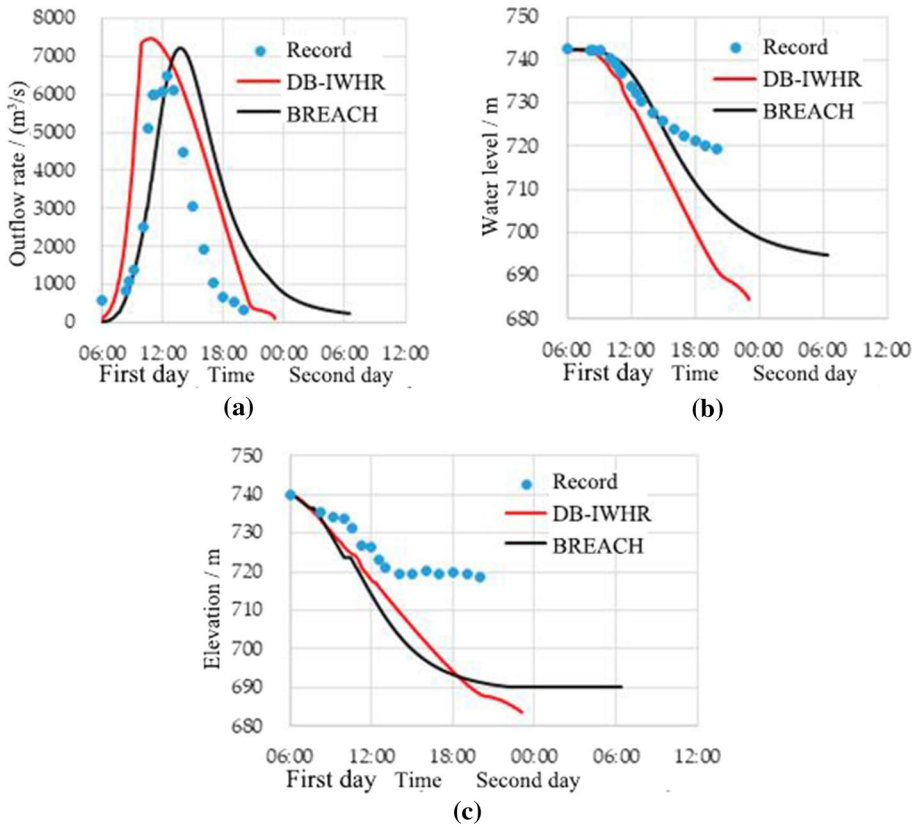 8000
7000
6000
5000
4000
3000
2000
1000
0
Outflow rate / (m³/s)
Record
DB-IWHR
BREACH
06:00 12:00 18:00 00:00 06:00 12:00
First day Time Second day
(a)
750
740
730
720
710
700
690
680
Water level / m
Record
DB-IWHR
BREACH
06:00 12:00 18:00 00:00 06:00 12:00
First day Time Second day
(b)
750
740
730
720
710
700
690
680
Elevation / m
Record
DB-IWHR
BREACH
06:00 12:00 18:00 00:00 06:00 12:00
First day Time Second day
(c)